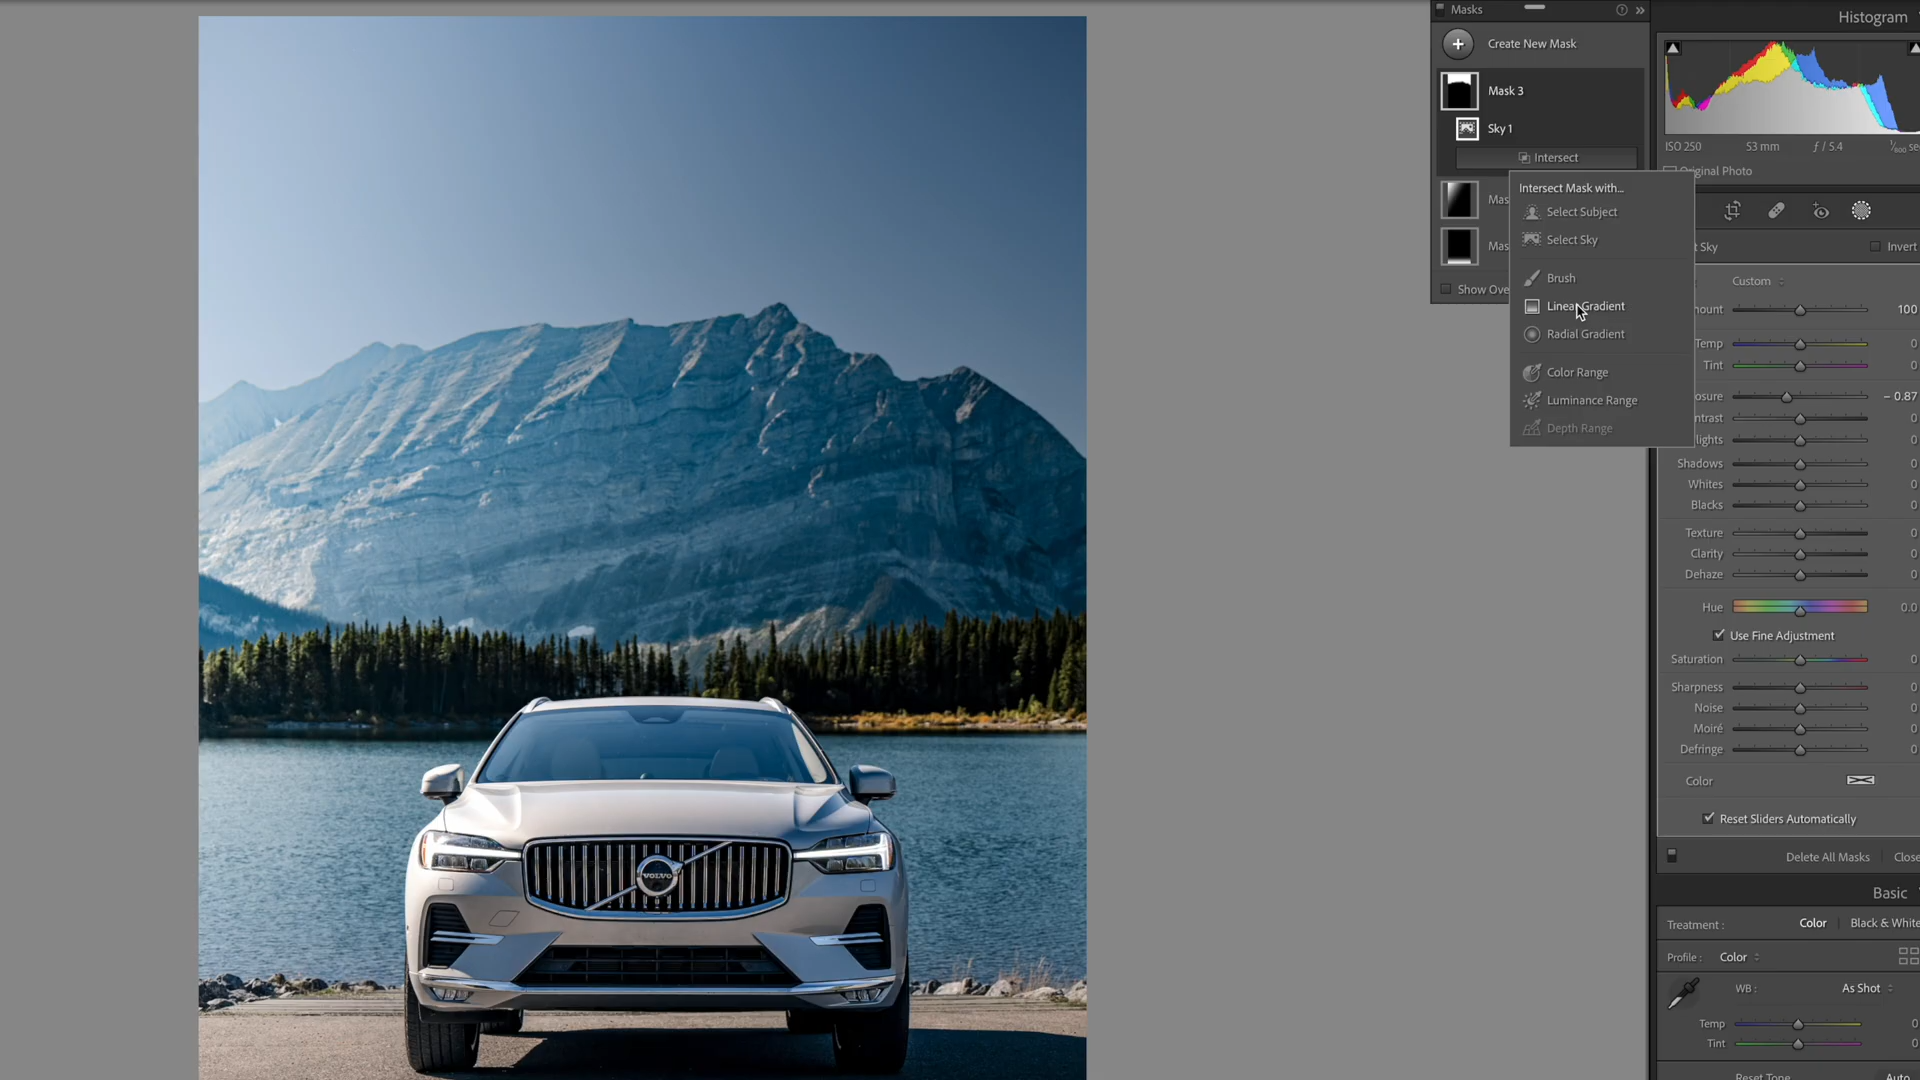 Masks
Create New Mask
Mask 3
Sky 1
Intersect
Mas
Mas
Show Ove
Intersect Mask with...
Select Subject
Select Sky
Brush
Linear Gradient
Radial Gradient
Color Range
Luminance Range
Depth Range
Histogram
ISO 250 53 mm ƒ / 5.4 1/800 sec
Original Photo
t Sky Invert
Custom
mount 100
Temp 0
Tint 0
osure – 0.87
ntrast 0
lights 0
Shadows 0
Whites 0
Blacks 0
Texture 0
Clarity 0
Dehaze 0
Hue 0.0
Use Fine Adjustment
Saturation 0
Sharpness 0
Noise 0
Moiré 0
Defringe 0
Color
Reset Sliders Automatically
Delete All Masks Close
Basic
Treatment : Color Black & White
Profile : Color
WB : As Shot
Temp 0
Tint 0
Reset Tone Auto
VOLVO